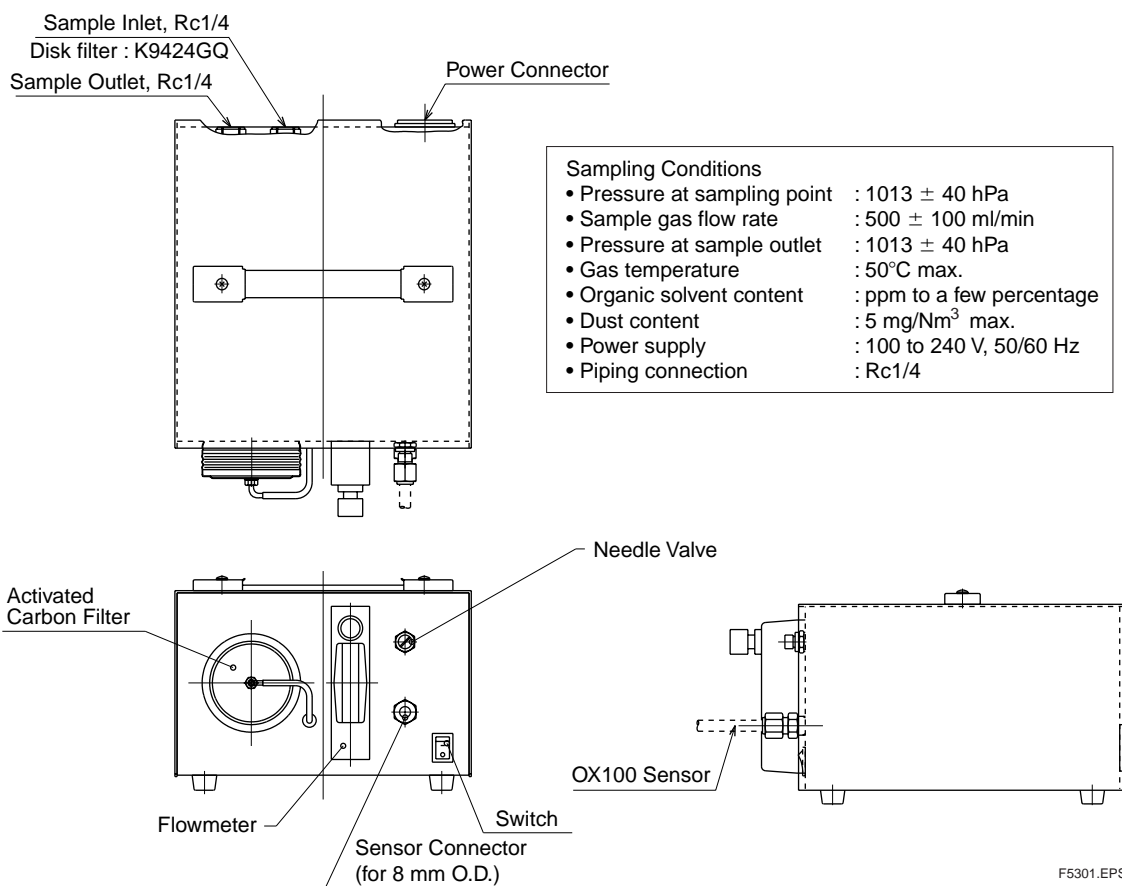 Sample Inlet, Rc1/4
Disk filter : K9424GQ
Sample Outlet, Rc1/4
Power Connector
Sampling Conditions
• Pressure at sampling point : 1013 ± 40 hPa
• Sample gas flow rate : 500 ± 100 ml/min
• Pressure at sample outlet : 1013 ± 40 hPa
• Gas temperature : 50°C max.
• Organic solvent content : ppm to a few percentage
• Dust content : 5 mg/Nm³ max.
• Power supply : 100 to 240 V, 50/60 Hz
• Piping connection : Rc1/4
Needle Valve
Activated
Carbon Filter
OX100 Sensor
Flowmeter
Switch
Sensor Connector
(for 8 mm O.D.)
F5301.EPS